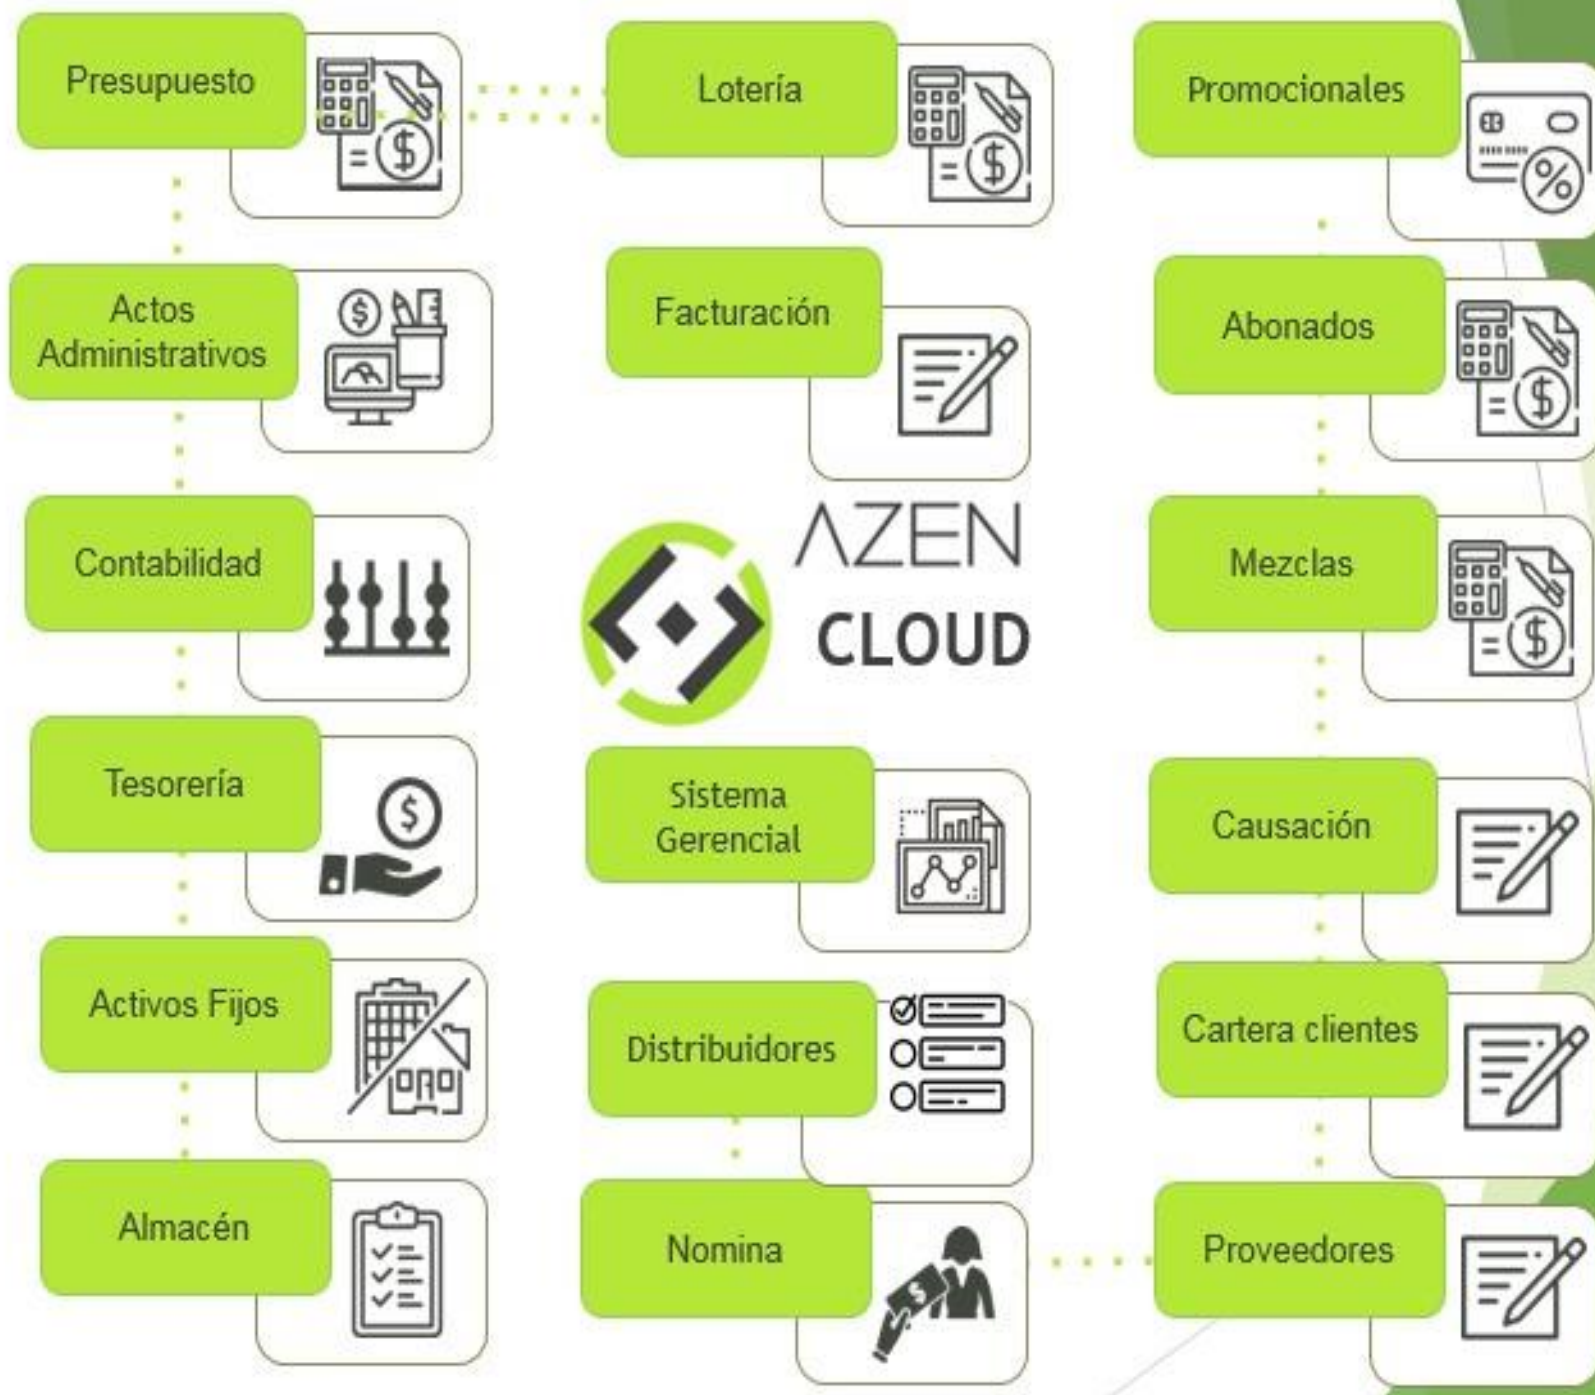 Presupuesto
Actos
Administrativos
Contabilidad
Tesorería
Activos Fijos
Almacén
Lotería
Facturación
AZEN
CLOUD
Sistema
Gerencial
Distribuidores
Nomina
Promocionales
Abonados
Mezclas
Causación
Cartera clientes
Proveedores